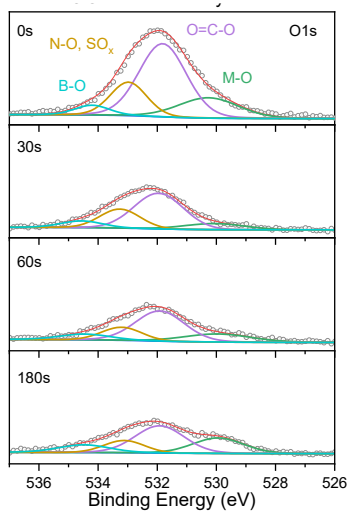 0s
N-O, SOₓ
O=C-O
O1s
B-O
M-O
30s
60s
180s
536 534 532 530 528 526
Binding Energy (eV)